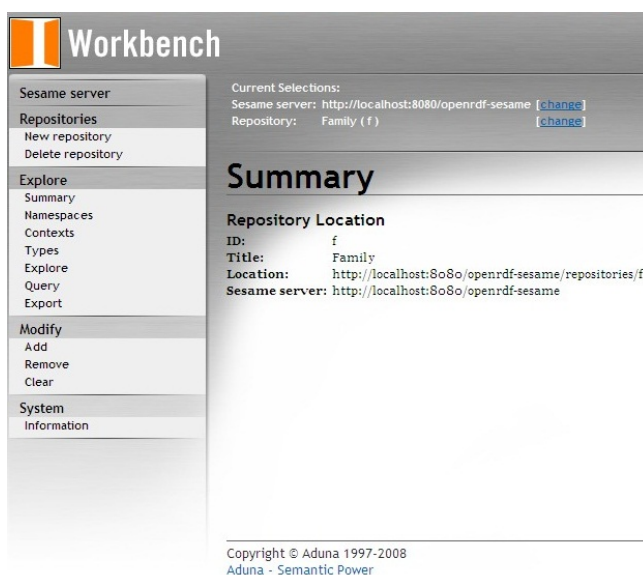 Workbench
Sesame server
Repositories
New repository
Delete repository
Explore
Summary
Namespaces
Contexts
Types
Explore
Query
Export
Modify
Add
Remove
Clear
System
Information
Current Selections:
Sesame server: http://localhost:8080/openrdf-sesame [change]
Repository: Family ( f ) [change]
Summary
Repository Location
ID: f
Title: Family
Location: http://localhost:8080/openrdf-sesame/repositories/f
Sesame server: http://localhost:8080/openrdf-sesame
Copyright © Aduna 1997-2008
Aduna - Semantic Power